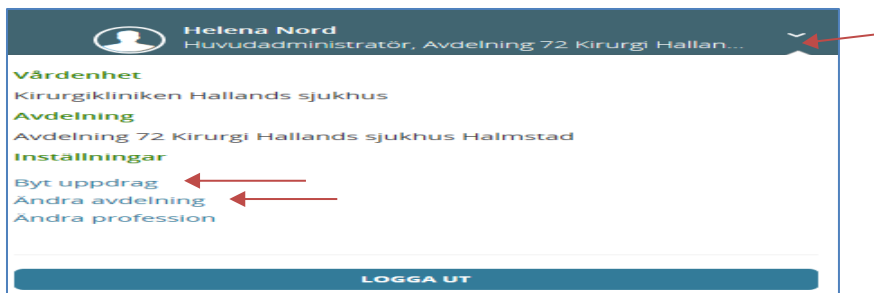 Helena Nord
Huvudadministratör, Avdelning 72 Kirurgi Hallan...
Vårdenhet
Kirurgikliniken Hallands sjukhus
Avdelning
Avdelning 72 Kirurgi Hallands sjukhus Halmstad
Inställningar
Byt uppdrag
Ändra avdelning
Ändra profession
LOGGA UT